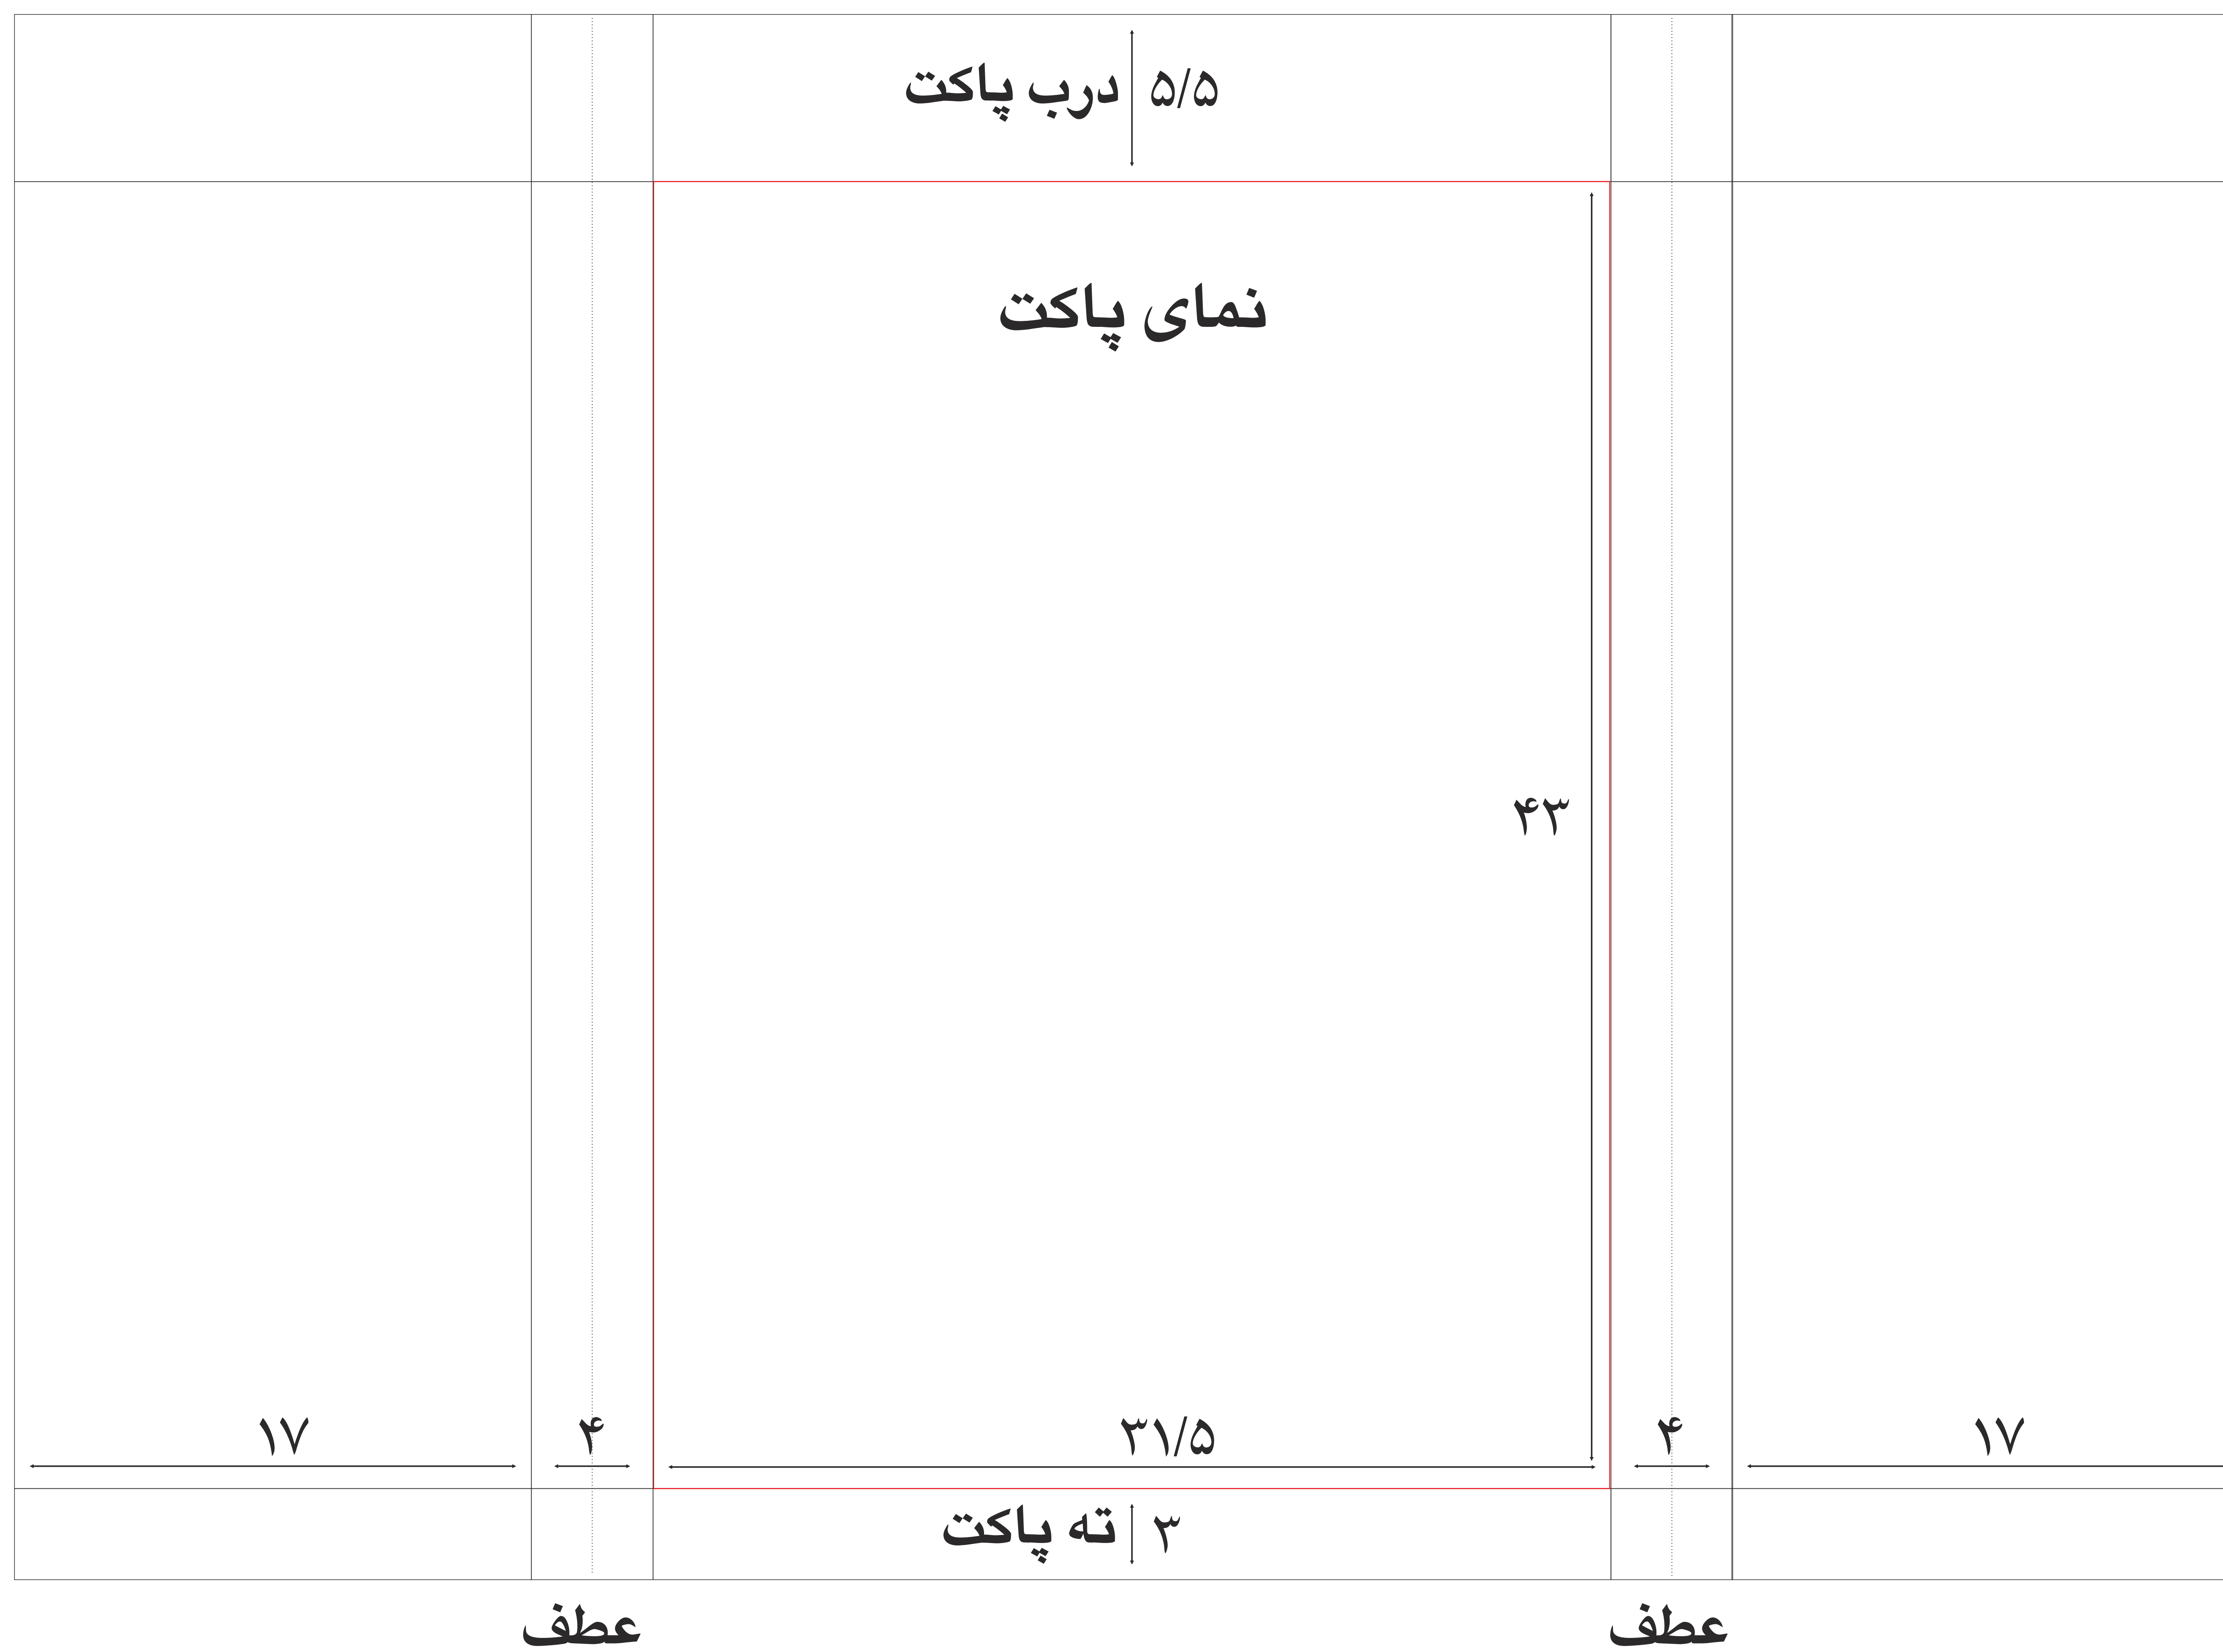 ۵/۵ درب پاکت
نمای پاکت
۴۳
۱۷ ۴ ۳۱/۵ ۴ ۱۷
۳ ته پاکت
عطف عطف